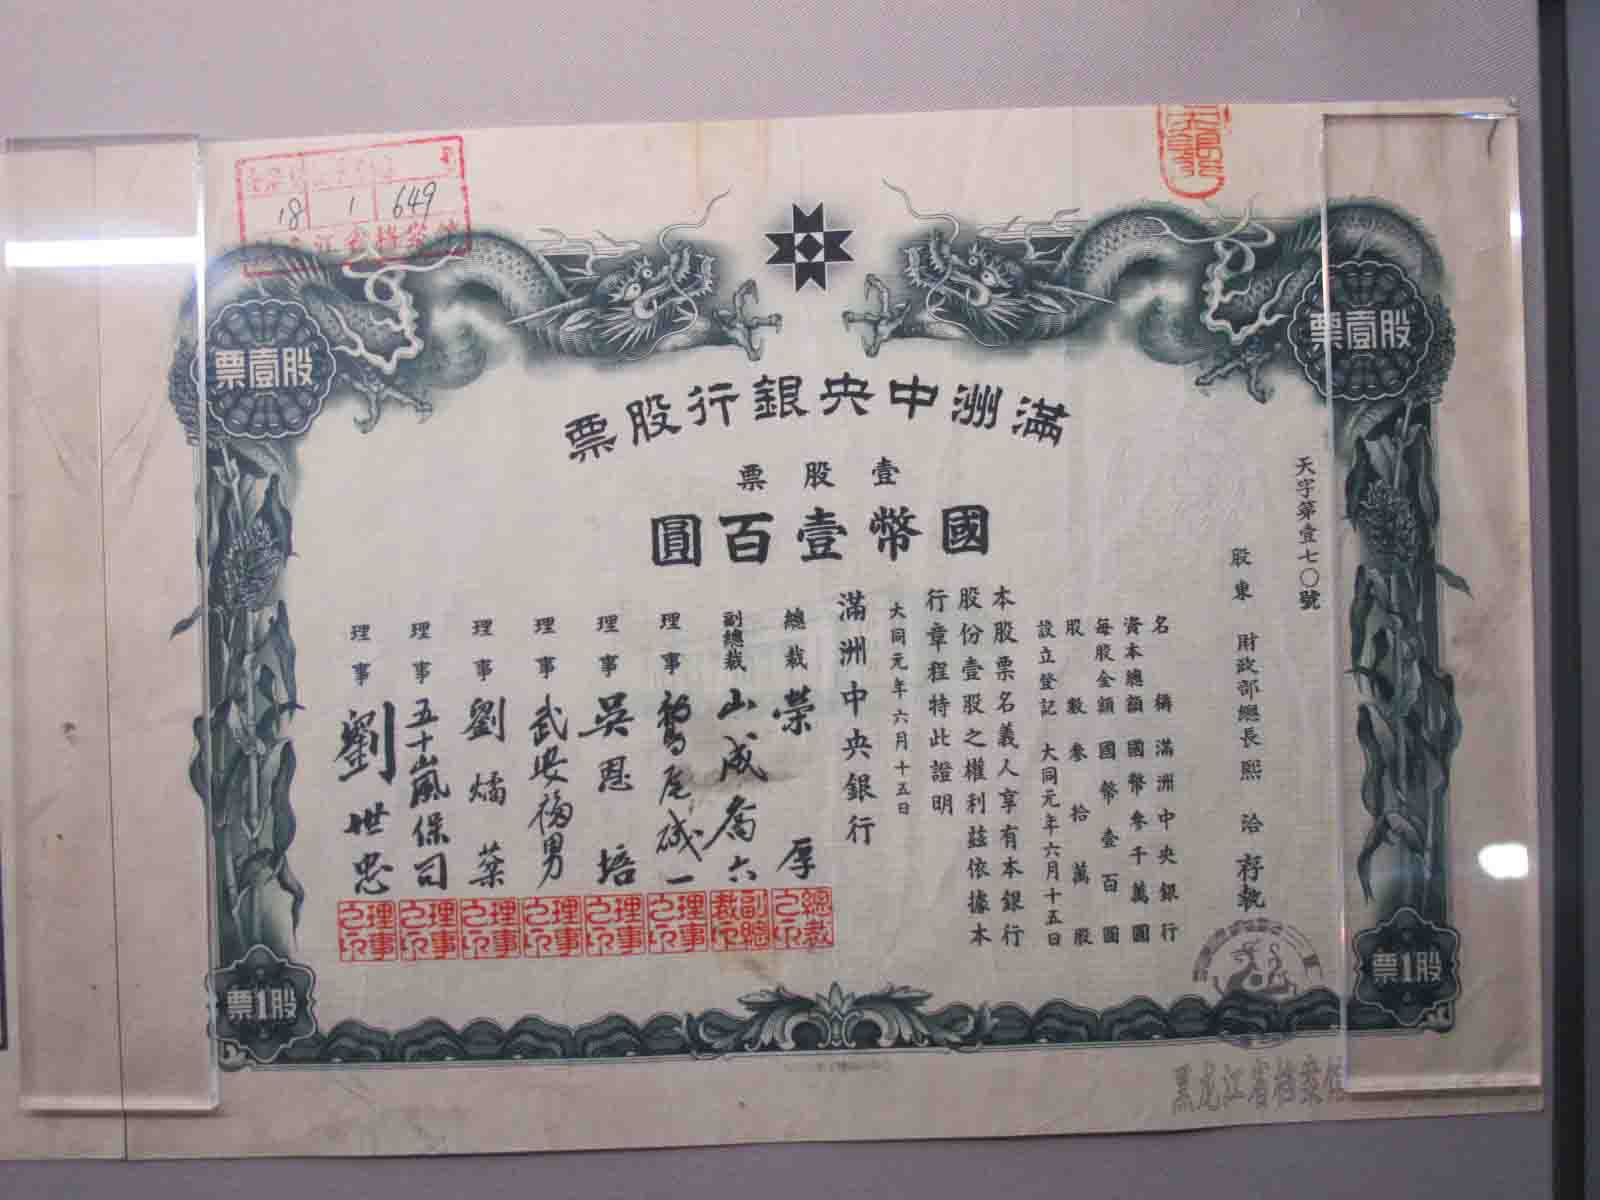 18 1 649
股壹票
股壹票
滿洲中央銀行股票
壹股票
國幣壹百圓
天字第壹七〇號
股東 財政部總長熙洽存執
名稱 滿洲中央銀行
資本總額 國幣參千萬圓
每股金額 國幣壹百圓
股數 參拾萬股
設立登記 大同元年六月十五日
本股票名義人享有本銀行
股份壹股之權利茲依據本
行章程特此證明
大同元年六月十五日
滿洲中央銀行
總裁 榮厚
副總裁 山成喬六
理事 鷲尾磯一
理事 吳恩培
理事 武安福男
理事 劉燏棻
理事 五十嵐保司
理事 劉世忠
總裁之印
副總裁印
理事之印
理事之印
理事之印
理事之印
理事之印
理事之印
股1票
股1票
黑龙江省档案馆